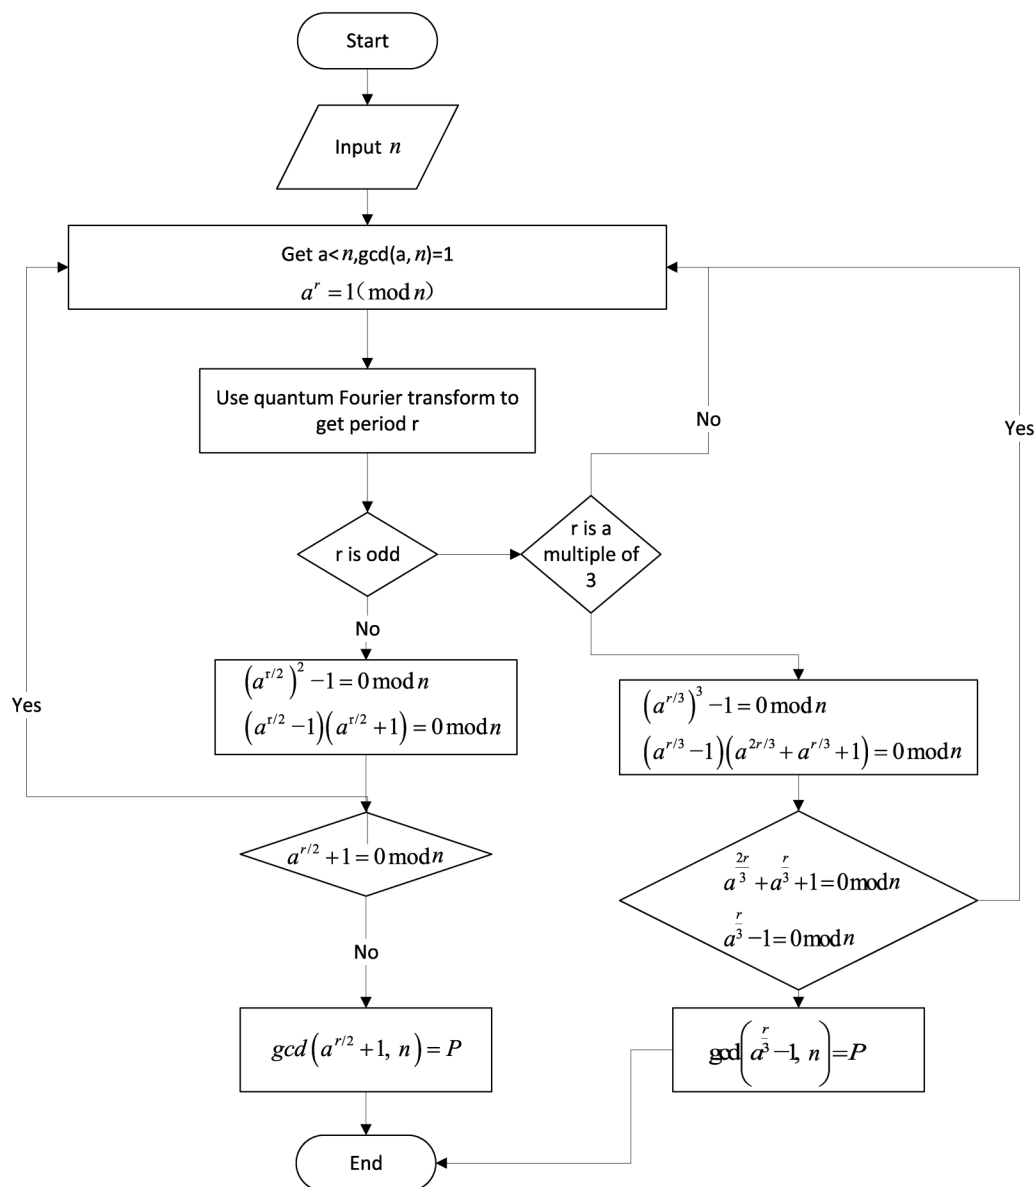 Start
Input n
Get a<n,gcd(a, n)=1
a^r = 1(mod n)
Use quantum Fourier transform to
get period r
No
Yes
r is odd
r is a
multiple of
3
No
(a^{r/2})^2 −1 = 0 mod n
(a^{r/2} −1)(a^{r/2} +1) = 0 mod n
Yes
(a^{r/3})^3 −1 = 0 mod n
(a^{r/3} −1)(a^{2r/3} + a^{r/3} +1) = 0 mod n
a^{r/2} +1 = 0 mod n
a^{2r/3} + a^{r/3} +1 = 0 mod n
a^{r/3} −1 = 0 mod n
No
gcd(a^{r/2} +1, n) = P
gcd(a^{r/3} −1, n) = P
End